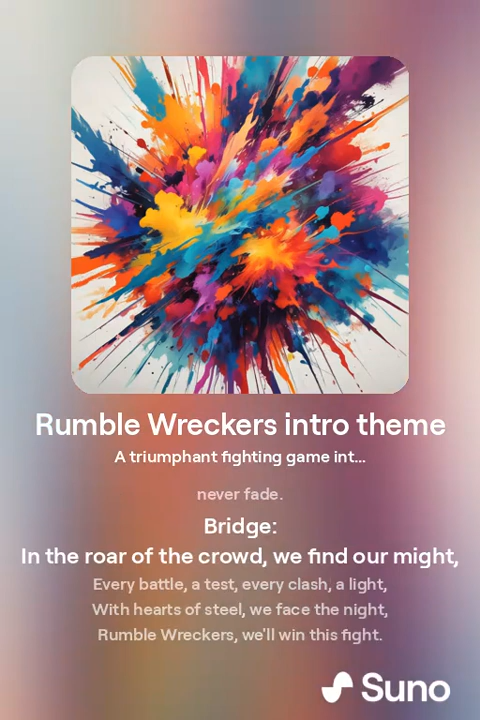 Rumble Wreckers intro theme
A triumphant fighting game int...
never fade.
Bridge:
In the roar of the crowd, we find our might,
Every battle, a test, every clash, a light,
With hearts of steel, we face the night,
Rumble Wreckers, we'll win this fight.
Suno